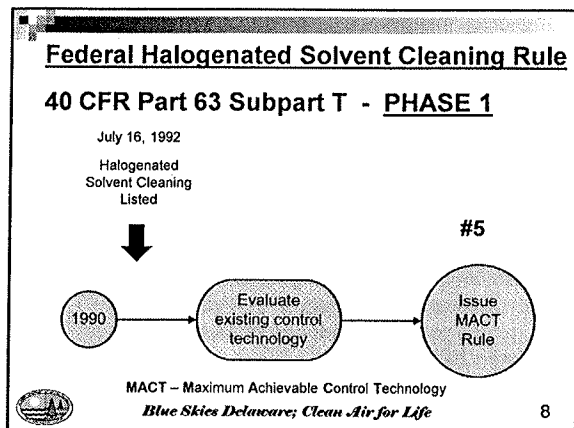 Federal Halogenated Solvent Cleaning Rule
40 CFR Part 63 Subpart T - PHASE 1
July 16, 1992
Halogenated
Solvent Cleaning
Listed
#5
1990
Evaluate
existing control
technology
Issue
MACT
Rule
MACT – Maximum Achievable Control Technology
Blue Skies Delaware; Clean Air for Life
8